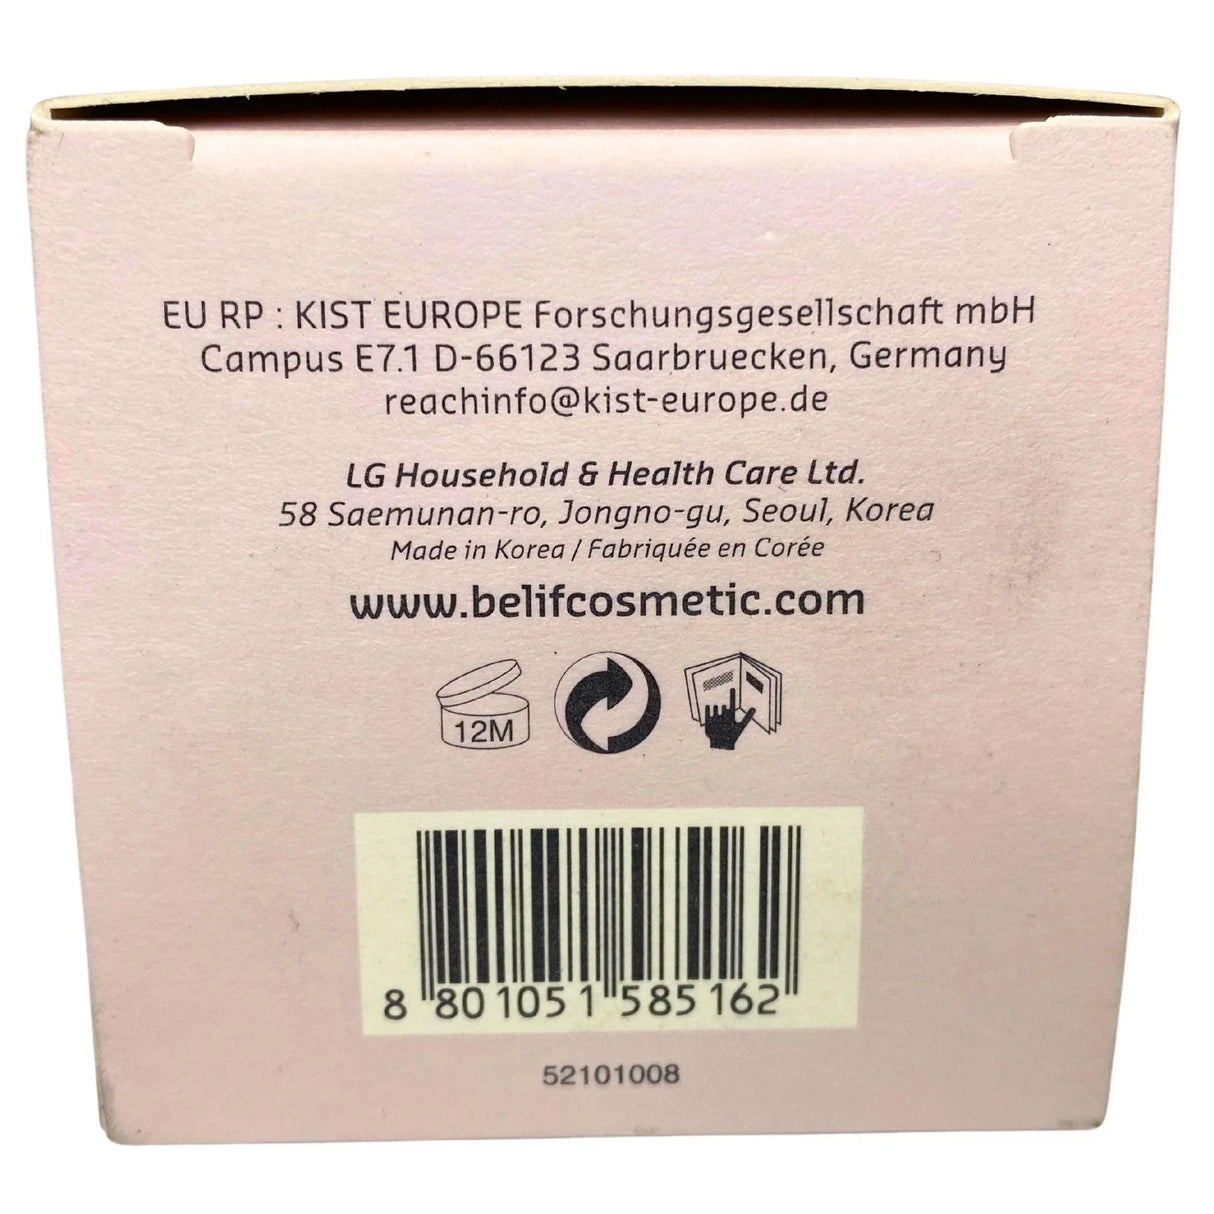 EU RP : KIST EUROPE Forschungsgesellschaft mbH
Campus E7.1 D-66123 Saarbruecken, Germany
reachinfo@kist-europe.de
LG Household & Health Care Ltd.
58 Saemunan-ro, Jongno-gu, Seoul, Korea
Made in Korea / Fabriquée en Corée
www.belifcosmetic.com
12M
8 801051 585162
52101008